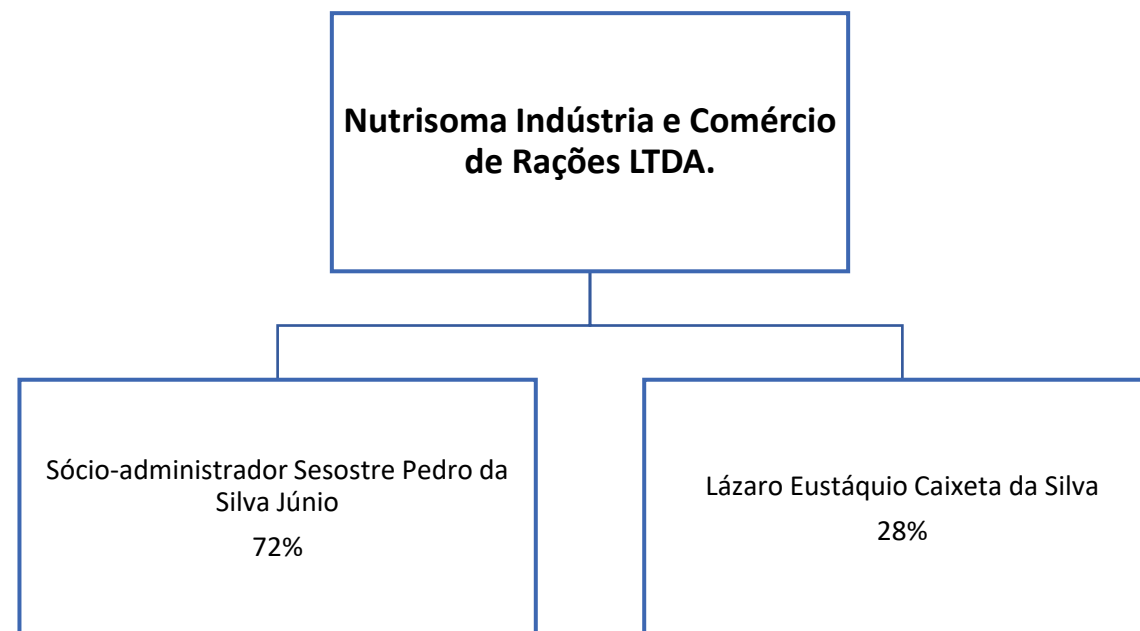 Nutrisoma Indústria e Comércio
de Rações LTDA.
Sócio-administrador Sesostre Pedro da
Silva Júnio
72%
Lázaro Eustáquio Caixeta da Silva
28%